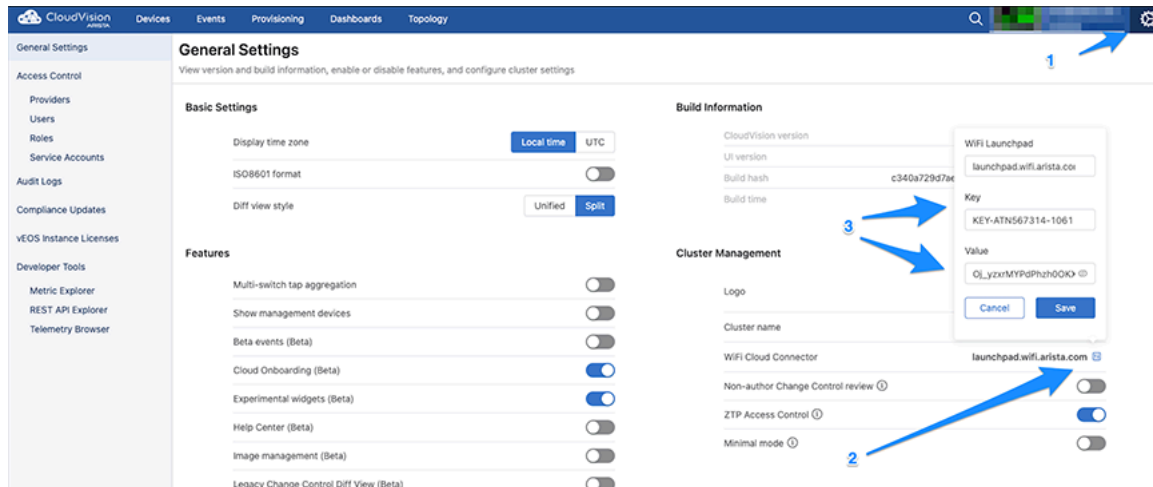 CloudVision
ARISTA
Devices
Events
Provisioning
Dashboards
Topology
1
General Settings
Access Control
Providers
Users
Roles
Service Accounts
Audit Logs
Compliance Updates
vEOS Instance Licenses
Developer Tools
Metric Explorer
REST API Explorer
Telemetry Browser
General Settings
View version and build information, enable or disable features, and configure cluster settings
Basic Settings
Display time zone
Local time
UTC
ISO8601 format
Diff view style
Unified
Split
Features
Multi-switch tap aggregation
Show management devices
Beta events (Beta)
Cloud Onboarding (Beta)
Experimental widgets (Beta)
Help Center (Beta)
Image management (Beta)
Legacy Change Control Diff View (Beta)
Build Information
CloudVision version
UI version
Build hash
c340a729d7ae
Build time
3
Cluster Management
Logo
Cluster name
WiFi Cloud Connector
launchpad.wifi.arista.com
Non-author Change Control review
ZTP Access Control
Minimal mode
2
WiFi Launchpad
launchpad.wifi.arista.com
Key
KEY-ATN567314-1061
Value
Cancel
Save